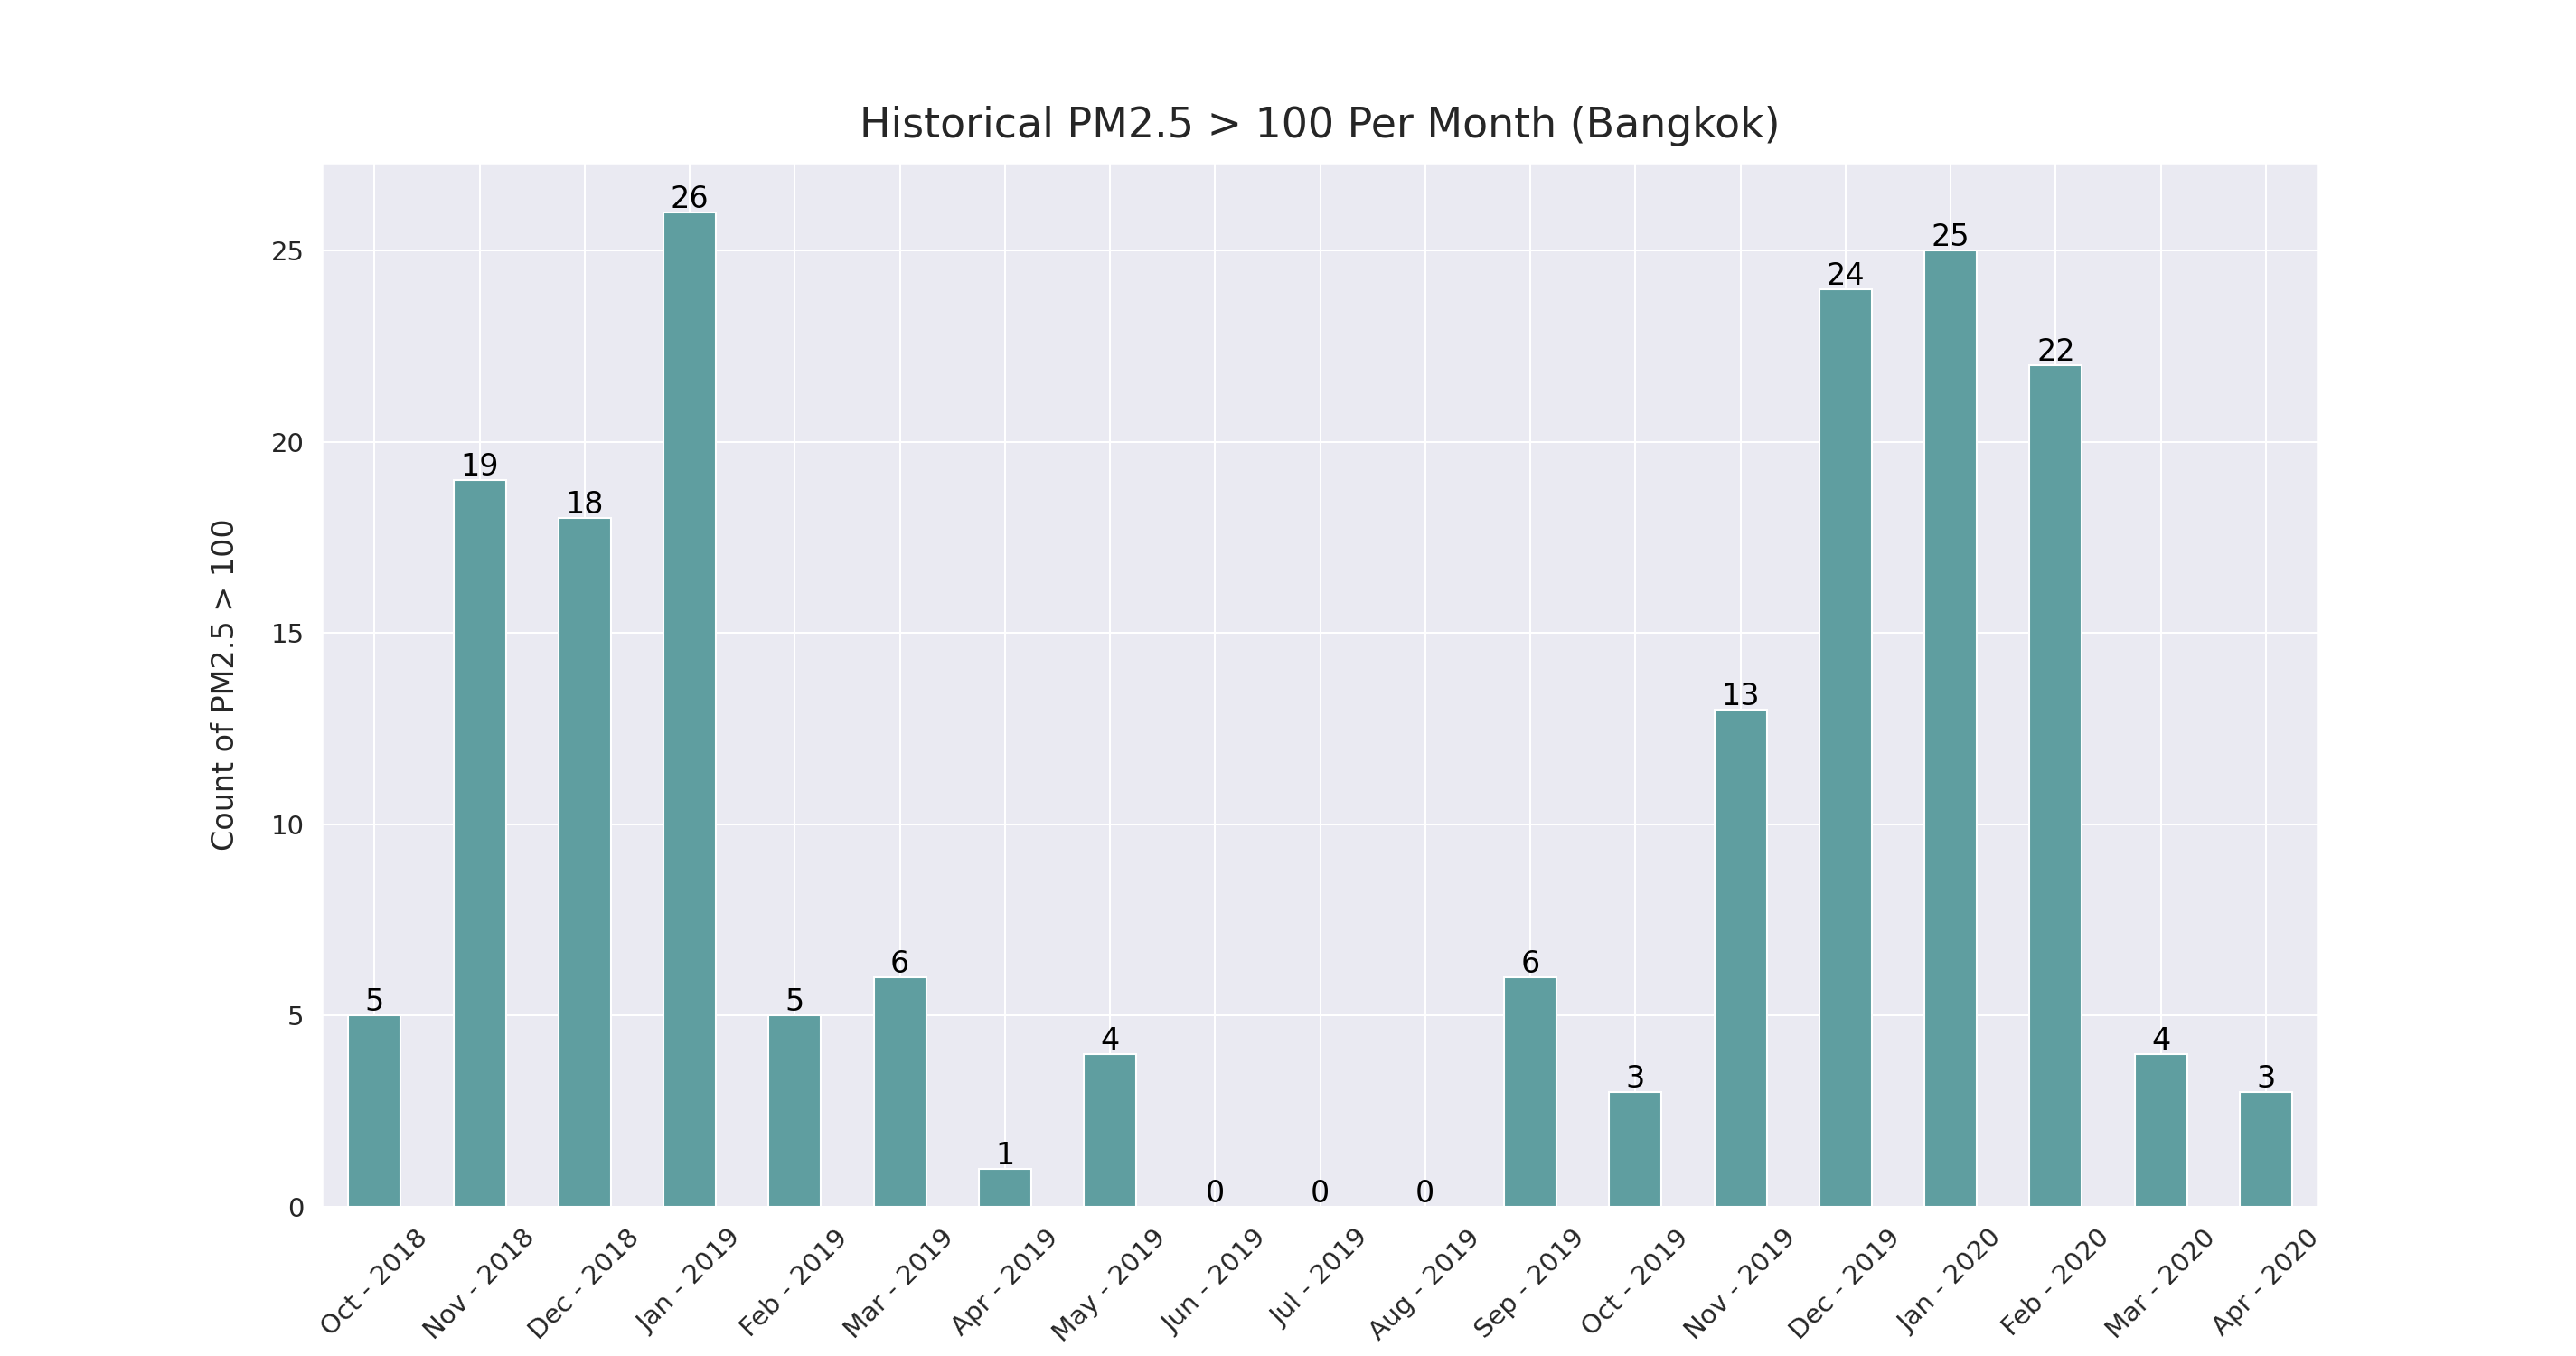 Historical PM2.5 > 100 Per Month (Bangkok)
Count of PM2.5 > 100
25
20
15
10
5
0
5
19
18
26
5
6
1
4
0
0
0
6
3
13
24
25
22
4
3
Oct - 2018
Nov - 2018
Dec - 2018
Jan - 2019
Feb - 2019
Mar - 2019
Apr - 2019
May - 2019
Jun - 2019
Jul - 2019
Aug - 2019
Sep - 2019
Oct - 2019
Nov - 2019
Dec - 2019
Jan - 2020
Feb - 2020
Mar - 2020
Apr - 2020